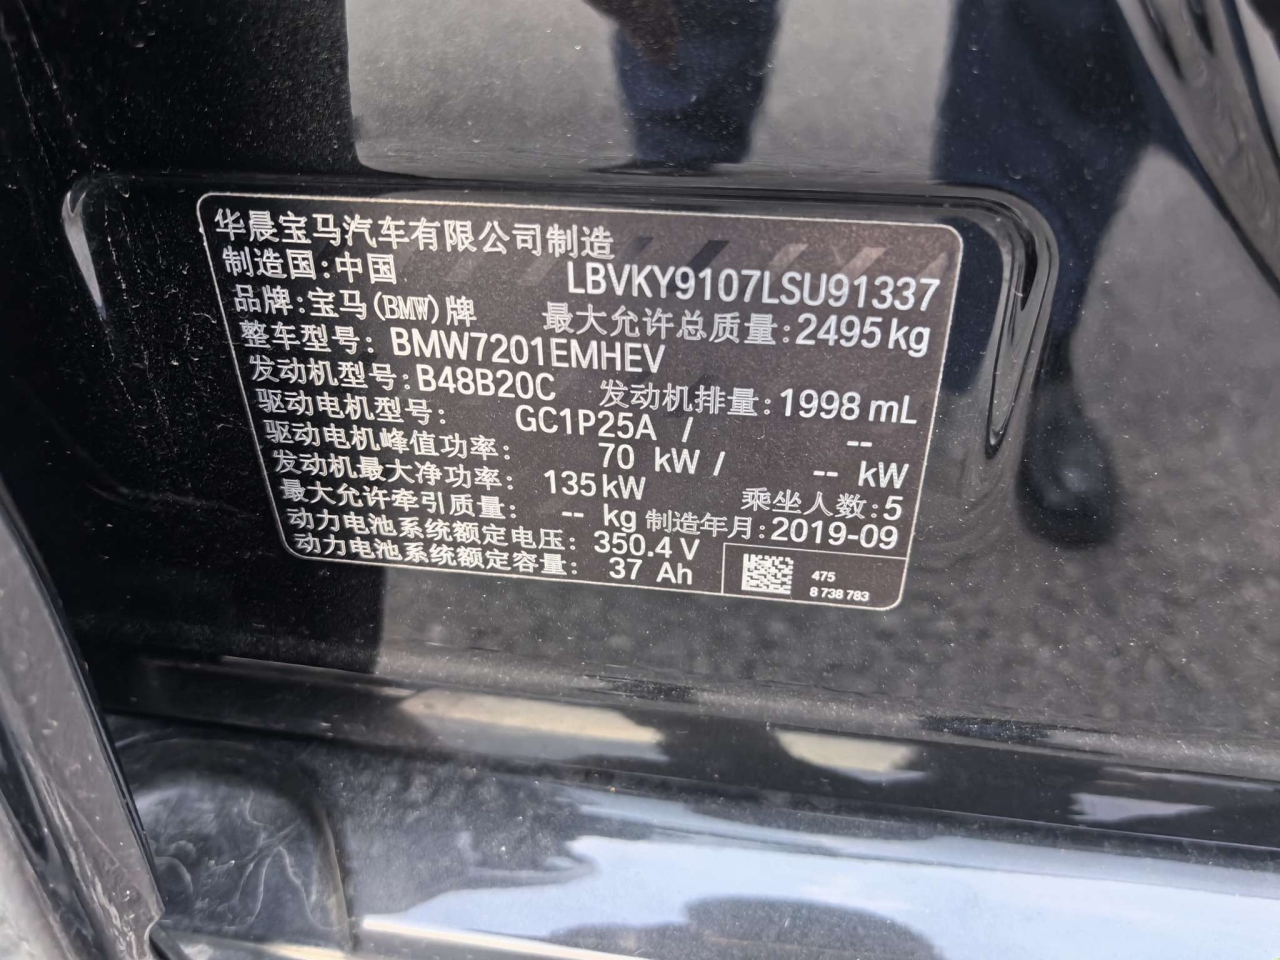 华晨宝马汽车有限公司制造
制造国:中国 LBVKY9107LSU91337
品牌:宝马(BMW)牌 最大允许总质量:2495kg
整车型号: BMW7201EMHEV
发动机型号:B48B20C 发动机排量:1998 mL
驱动电机型号: GC1P25A / --
驱动电机峰值功率: 70 kW / -- kW
发动机最大净功率: 135kW 乘坐人数:5
最大允许牵引质量: -- kg 制造年月:2019-09
动力电池系统额定电压: 350.4 V
动力电池系统额定容量: 37 Ah
475
8 738 783